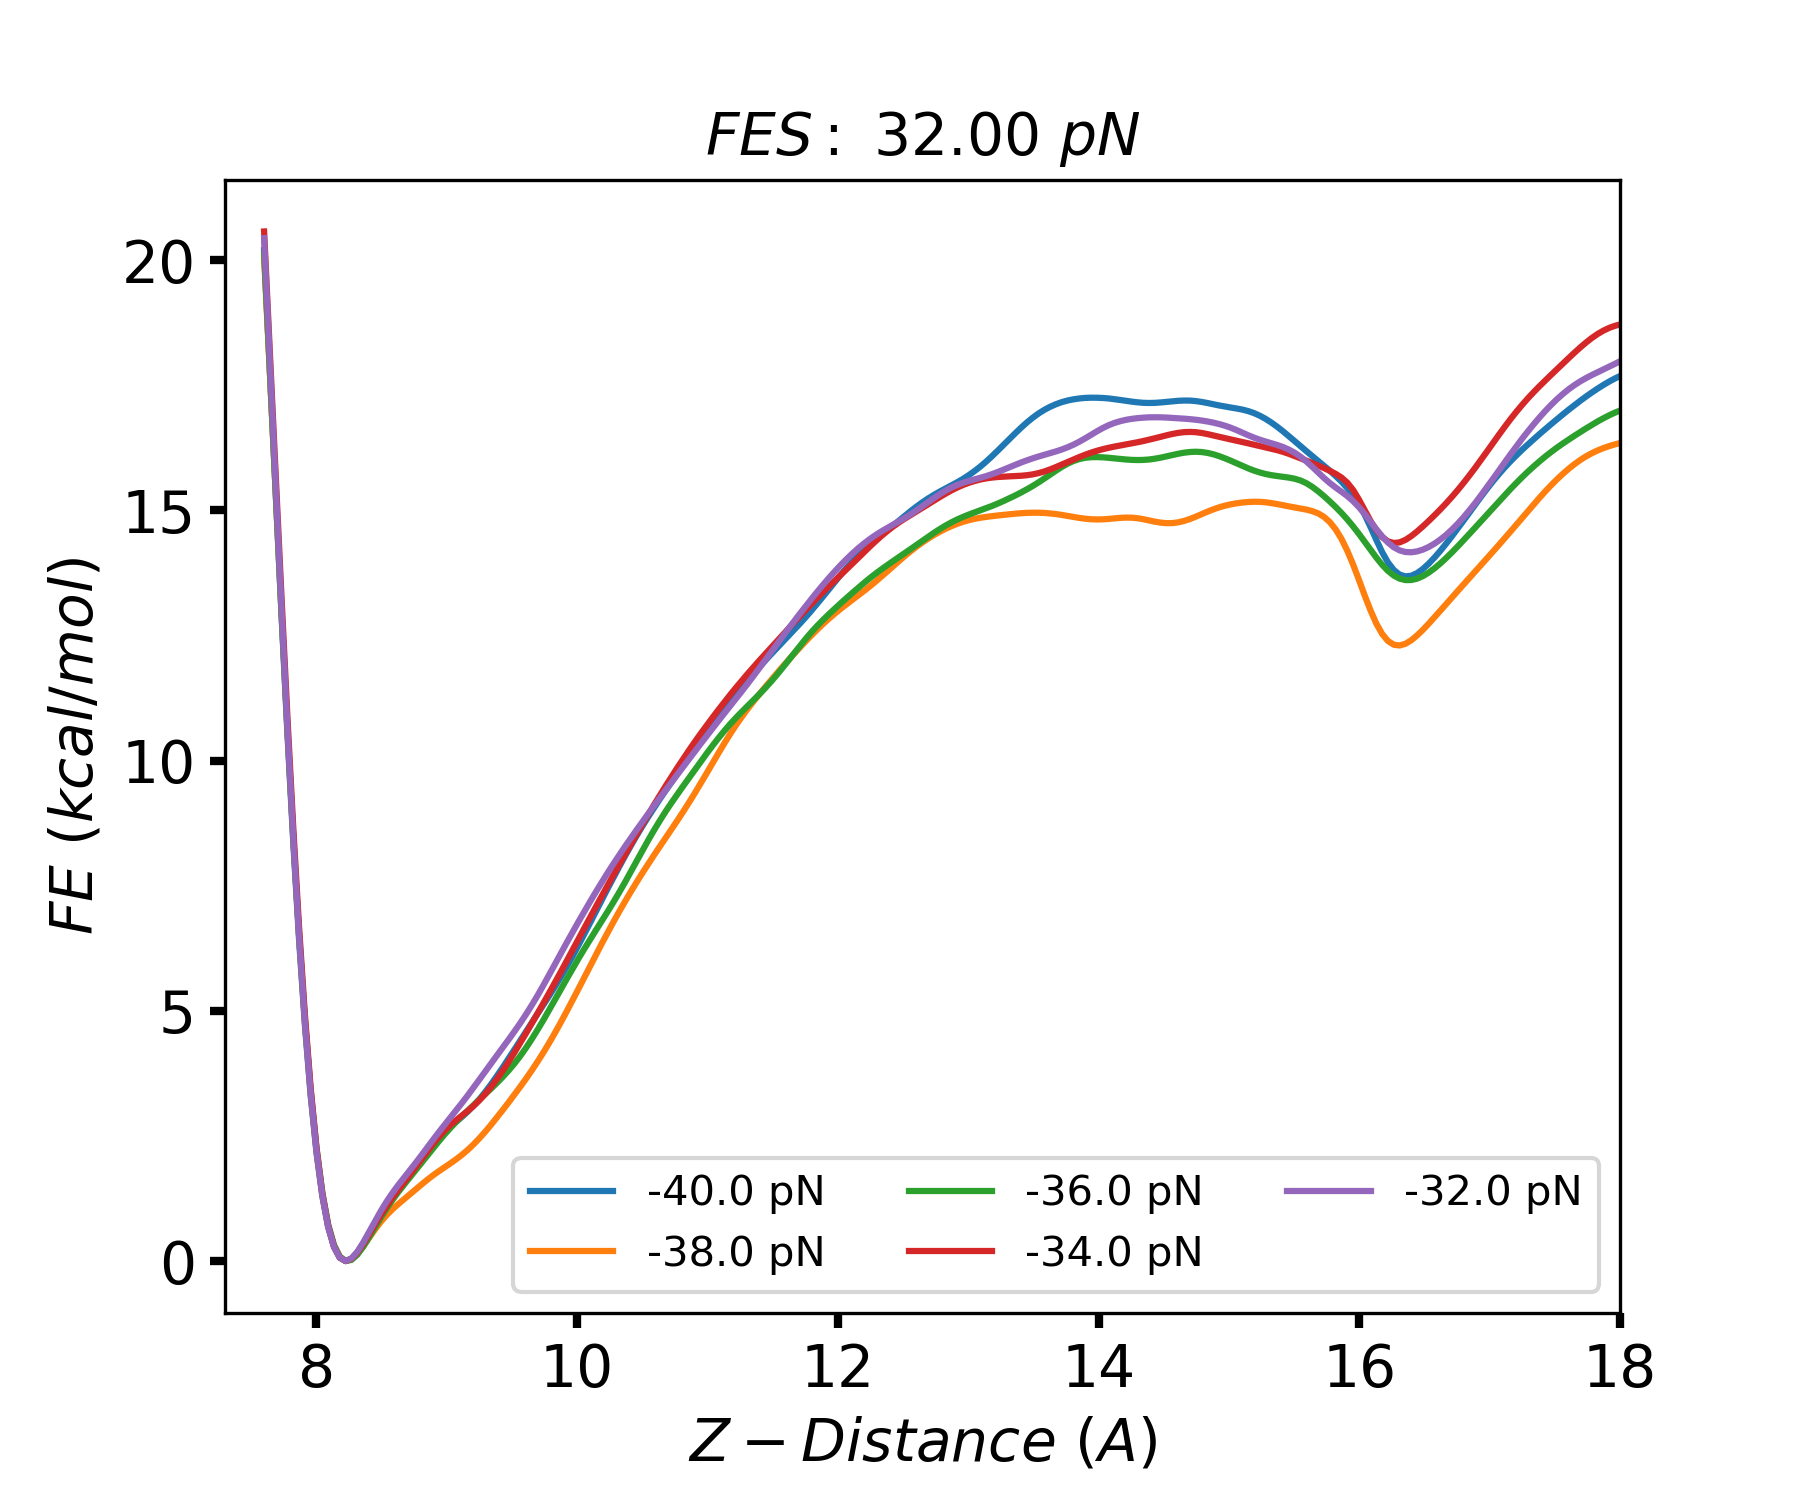 FES: 32.00 pN
FE (kcal/mol)
20
15
10
5
0
-40.0 pN
-38.0 pN
-36.0 pN
-34.0 pN
-32.0 pN
8 10 12 14 16 18
Z − Distance (A)